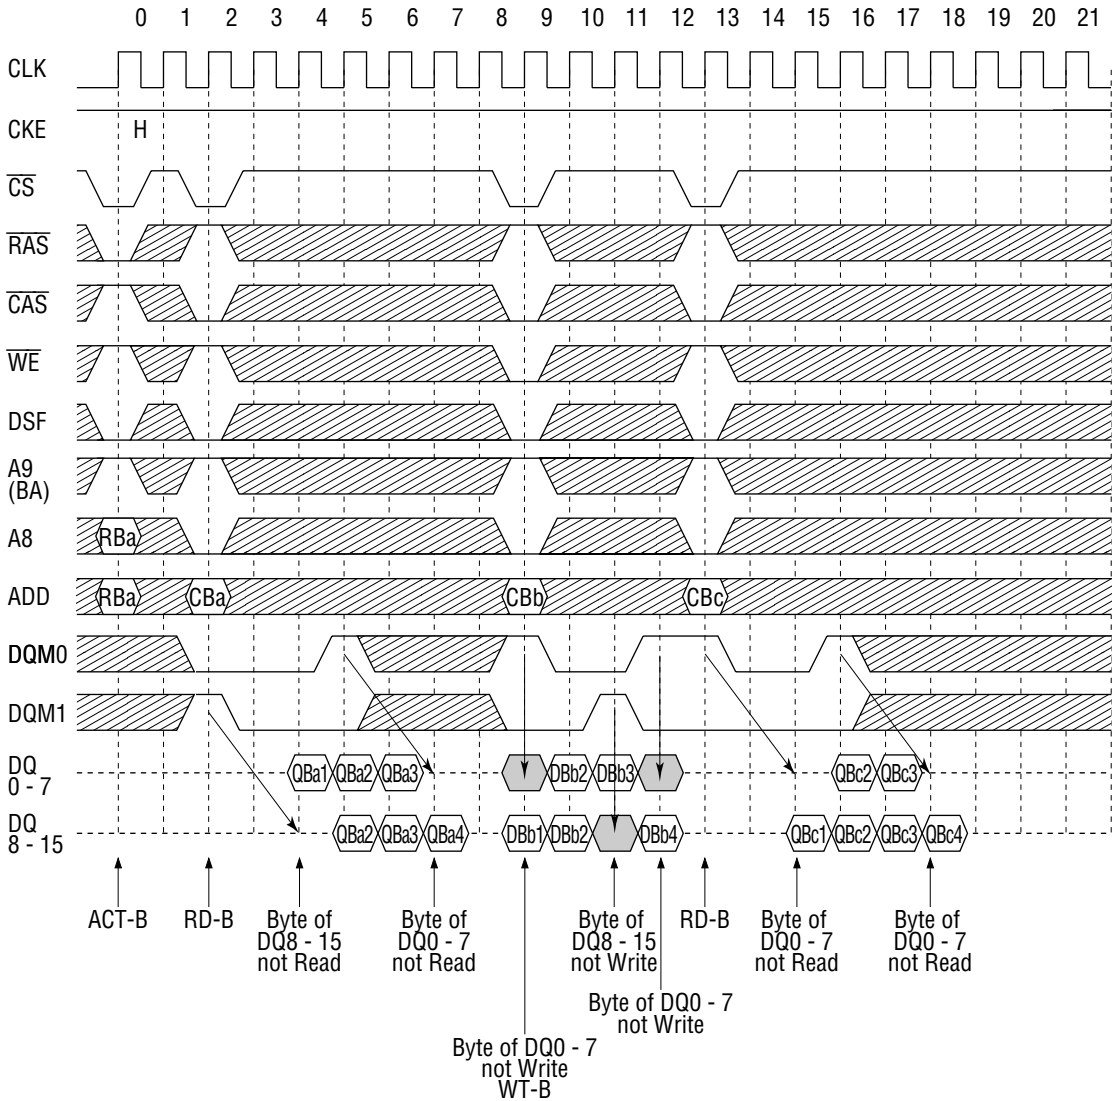 0 1 2 3 4 5 6 7 8 9 10 11 12 13 14 15 16 17 18 19 20 21
CLK
CKE H
CS
RAS
CAS
WE
DSF
A9
(BA)
A8 RBa
ADD RBa CBa CBb CBc
DQM0
DQM1
DQ
0 - 7
QBa1 QBa2 QBa3 DBb2 DBb3 QBc2 QBc3
DQ
8 - 15
QBa2 QBa3 QBa4 DBb1 DBb2 DBb4 QBc1 QBc2 QBc3 QBc4
ACT-B
RD-B
Byte of
DQ8 - 15
not Read
Byte of
DQ0 - 7
not Read
Byte of
DQ8 - 15
not Write
RD-B
Byte of
DQ0 - 7
not Read
Byte of
DQ0 - 7
not Read
Byte of DQ0 - 7
not Write
Byte of DQ0 - 7
not Write
WT-B